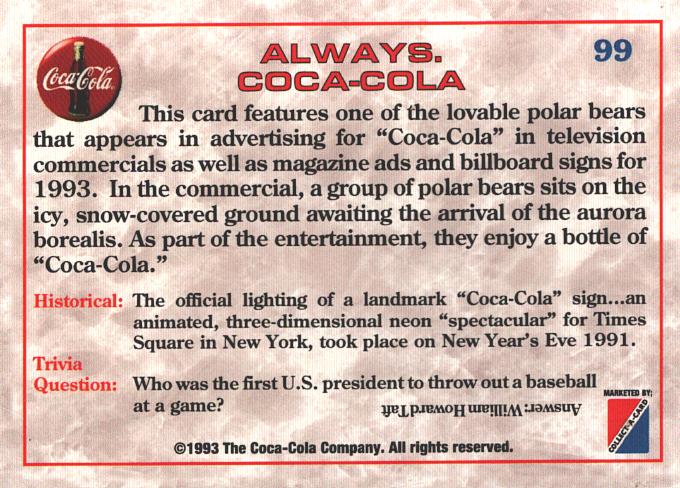 Coca-Cola
ALWAYS.
COCA-COLA
99
This card features one of the lovable polar bears
that appears in advertising for “Coca-Cola” in television
commercials as well as magazine ads and billboard signs for
1993. In the commercial, a group of polar bears sits on the
icy, snow-covered ground awaiting the arrival of the aurora
borealis. As part of the entertainment, they enjoy a bottle of
“Coca-Cola.”
Historical: The official lighting of a landmark “Coca-Cola” sign...an
animated, three-dimensional neon “spectacular” for Times
Square in New York, took place on New Year's Eve 1991.
Trivia
Question: Who was the first U.S. president to throw out a baseball
at a game?
Answer: William Howard Taft
MARKETED BY:
COLLECT-A-CARD
©1993 The Coca-Cola Company. All rights reserved.